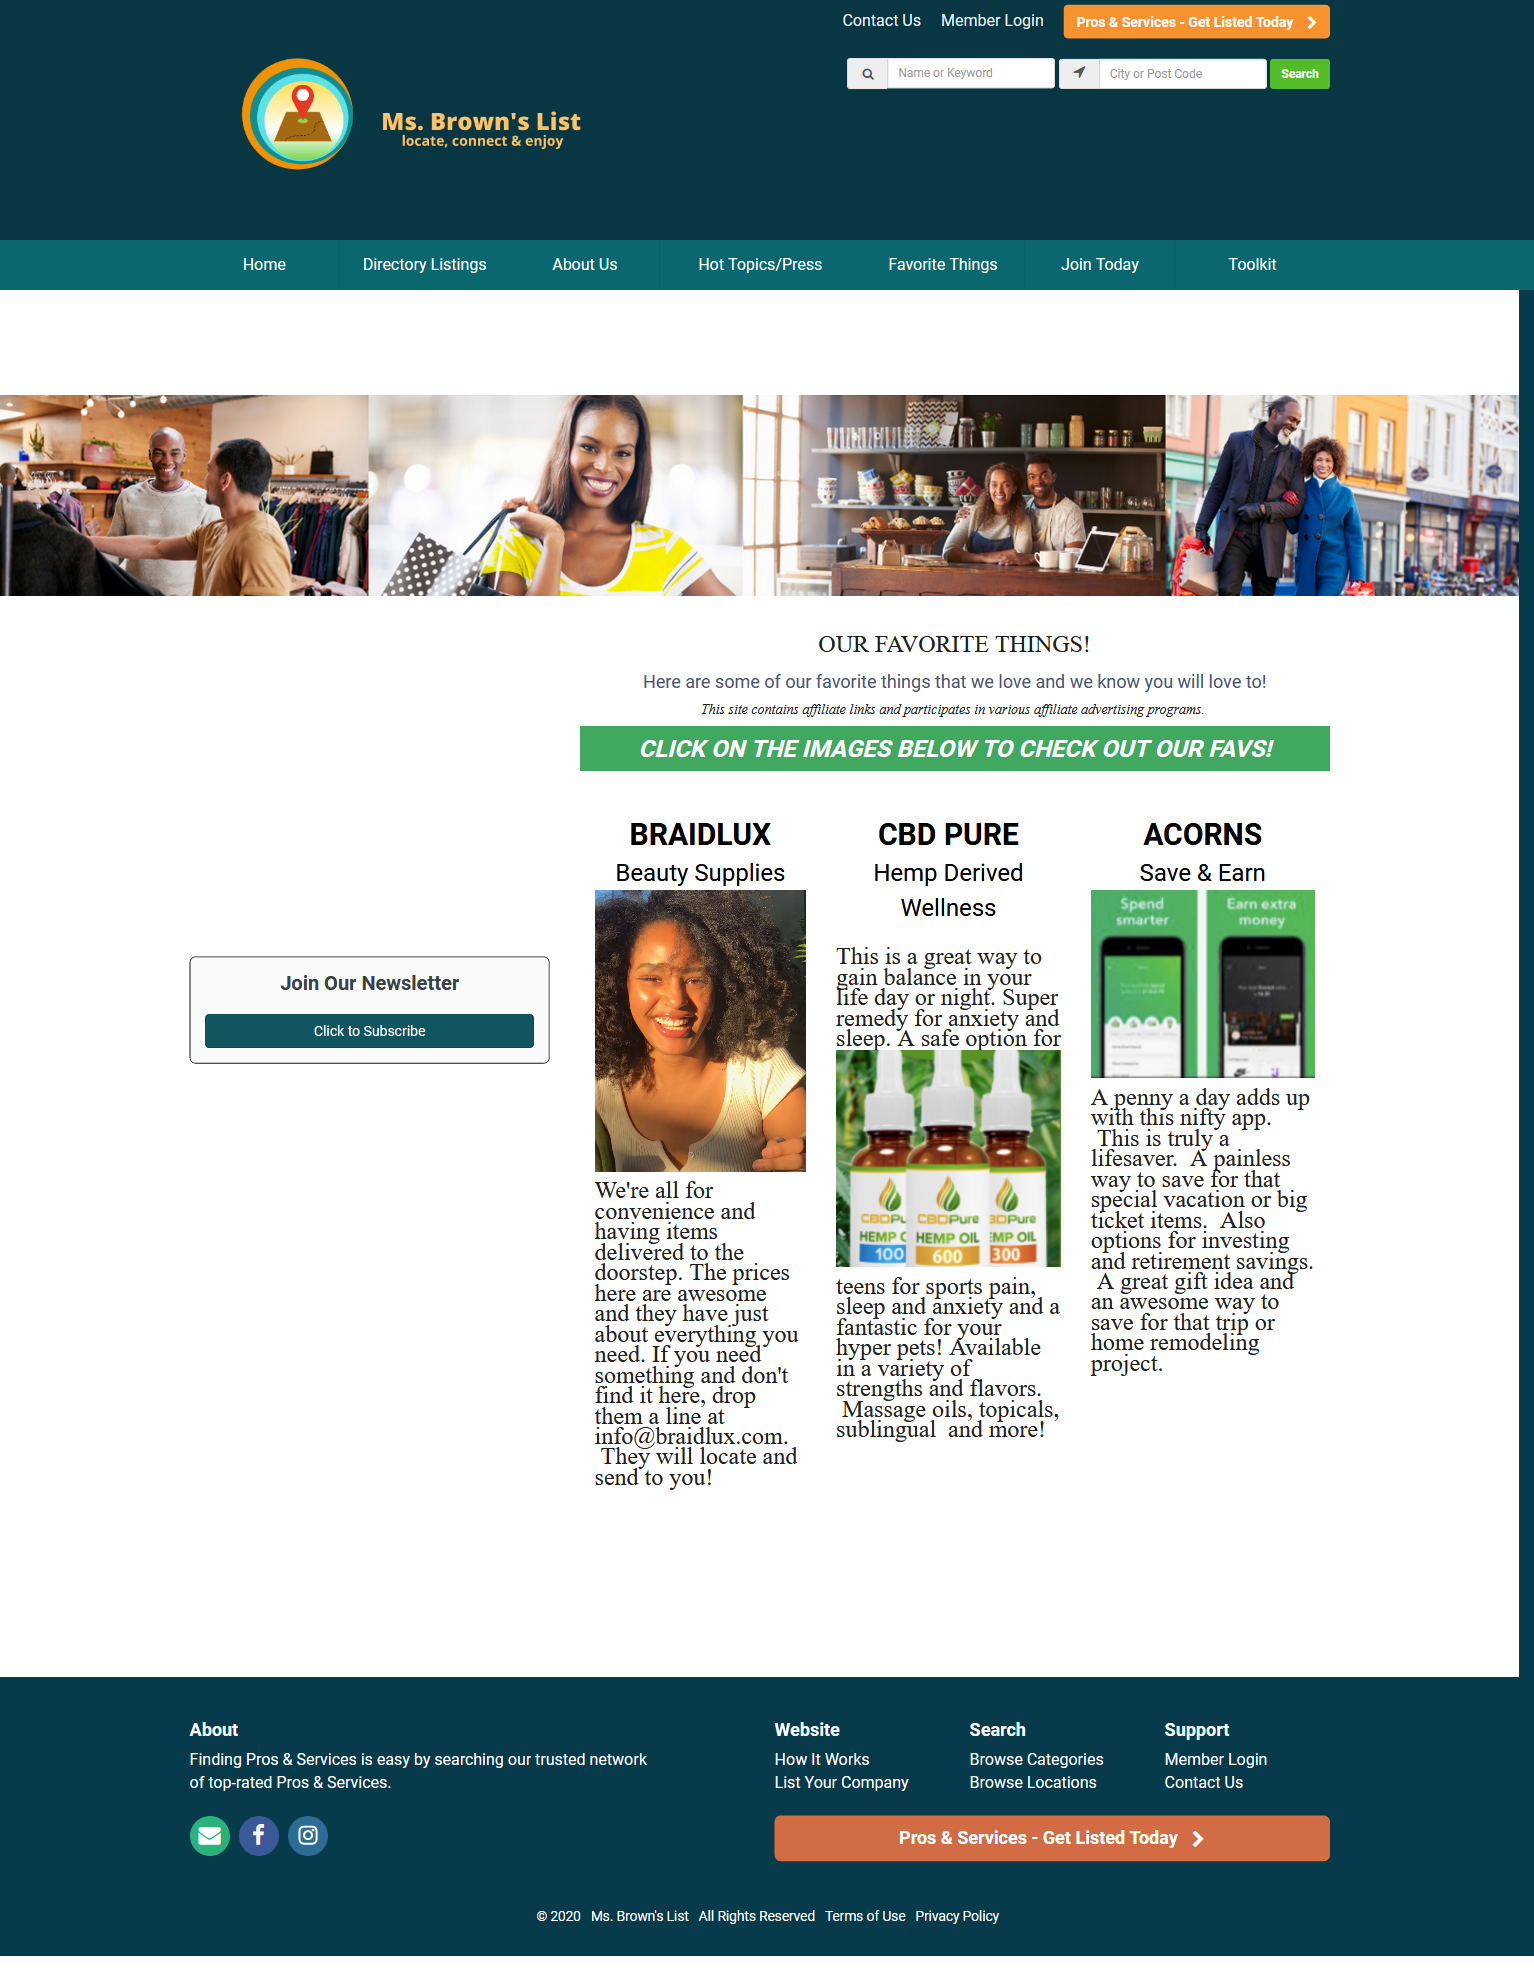 Contact Us
Member Login
Pros & Services - Get Listed Today
Name or Keyword
City or Post Code
Search
Ms. Brown's List
locate, connect & enjoy
Home
Directory Listings
About Us
Hot Topics/Press
Favorite Things
Join Today
Toolkit
OUR FAVORITE THINGS!
Here are some of our favorite things that we love and we know you will love to!
This site contains affiliate links and participates in various affiliate advertising programs.
CLICK ON THE IMAGES BELOW TO CHECK OUT OUR FAVS!
Join Our Newsletter
Click to Subscribe
BRAIDLUX
Beauty Supplies
We're all for
convenience and
having items
delivered to the
doorstep. The prices
here are awesome
and they have just
about everything you
need. If you need
something and don't
find it here, drop
them a line at
info@braidlux.com.
They will locate and
send to you!
CBD PURE
Hemp Derived
Wellness
This is a great way to
gain balance in your
life day or night. Super
remedy for anxiety and
sleep. A safe option for
CBDPu
HEMP
100
CBDPure
HEMP OIL
600
BDPure
EMP OIL
300
teens for sports pain,
sleep and anxiety and a
fantastic for your
hyper pets! Available
in a variety of
strengths and flavors.
Massage oils, topicals,
sublingual  and more!
ACORNS
Save & Earn
Spend
smarter
Earn extra
money
A penny a day adds up
with this nifty app.
This is truly a
lifesaver.  A painless
way to save for that
special vacation or big
ticket items.  Also
options for investing
and retirement savings.
A great gift idea and
an awesome way to
save for that trip or
home remodeling
project.
About
Finding Pros & Services is easy by searching our trusted network
of top-rated Pros & Services.
Website
How It Works
List Your Company
Search
Browse Categories
Browse Locations
Support
Member Login
Contact Us
Pros & Services - Get Listed Today
© 2020 Ms. Brown's List All Rights Reserved Terms of Use Privacy Policy